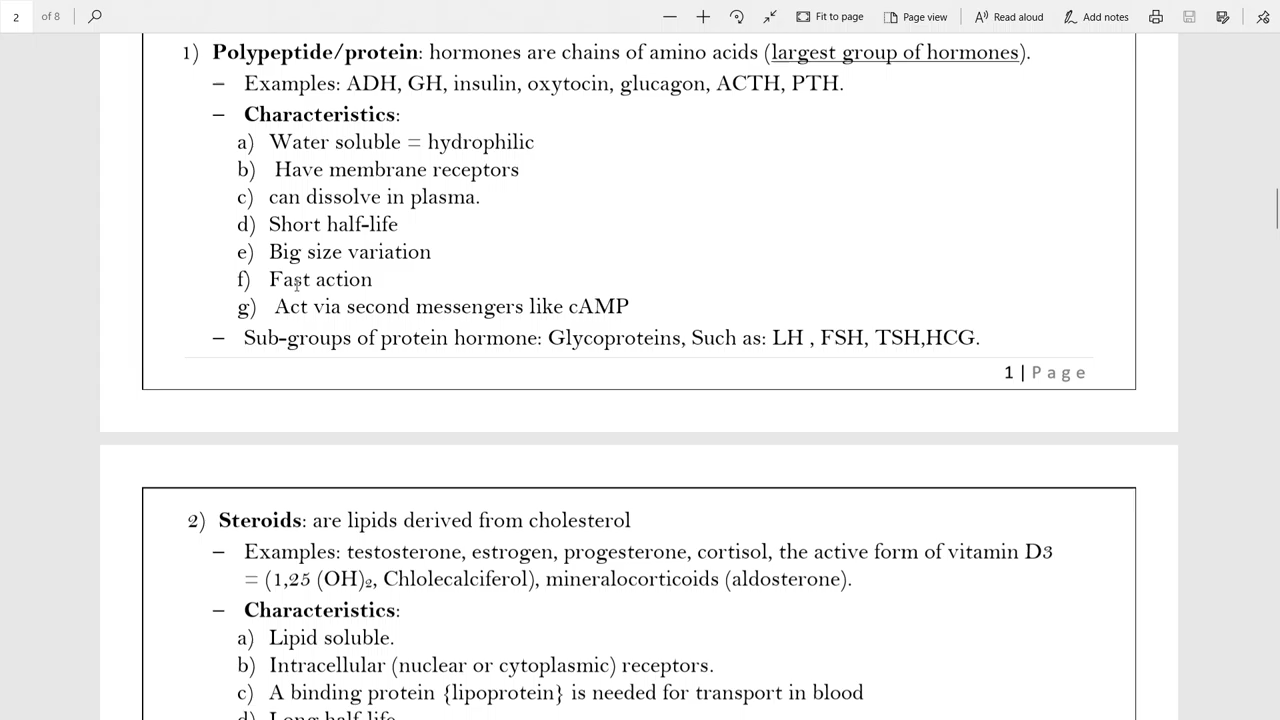 2 of 8 Fit to page Page view Read aloud Add notes
1) Polypeptide/protein: hormones are chains of amino acids (largest group of hormones).
– Examples: ADH, GH, insulin, oxytocin, glucagon, ACTH, PTH.
– Characteristics:
a) Water soluble = hydrophilic
b) Have membrane receptors
c) can dissolve in plasma.
d) Short half-life
e) Big size variation
f) Fast action
g) Act via second messengers like cAMP
– Sub-groups of protein hormone: Glycoproteins, Such as: LH , FSH, TSH,HCG.
1 | Page
2) Steroids: are lipids derived from cholesterol
– Examples: testosterone, estrogen, progesterone, cortisol, the active form of vitamin D3
= (1,25 (OH)₂, Chlolecalciferol), mineralocorticoids (aldosterone).
– Characteristics:
a) Lipid soluble.
b) Intracellular (nuclear or cytoplasmic) receptors.
c) A binding protein {lipoprotein} is needed for transport in blood
d) Long half-life